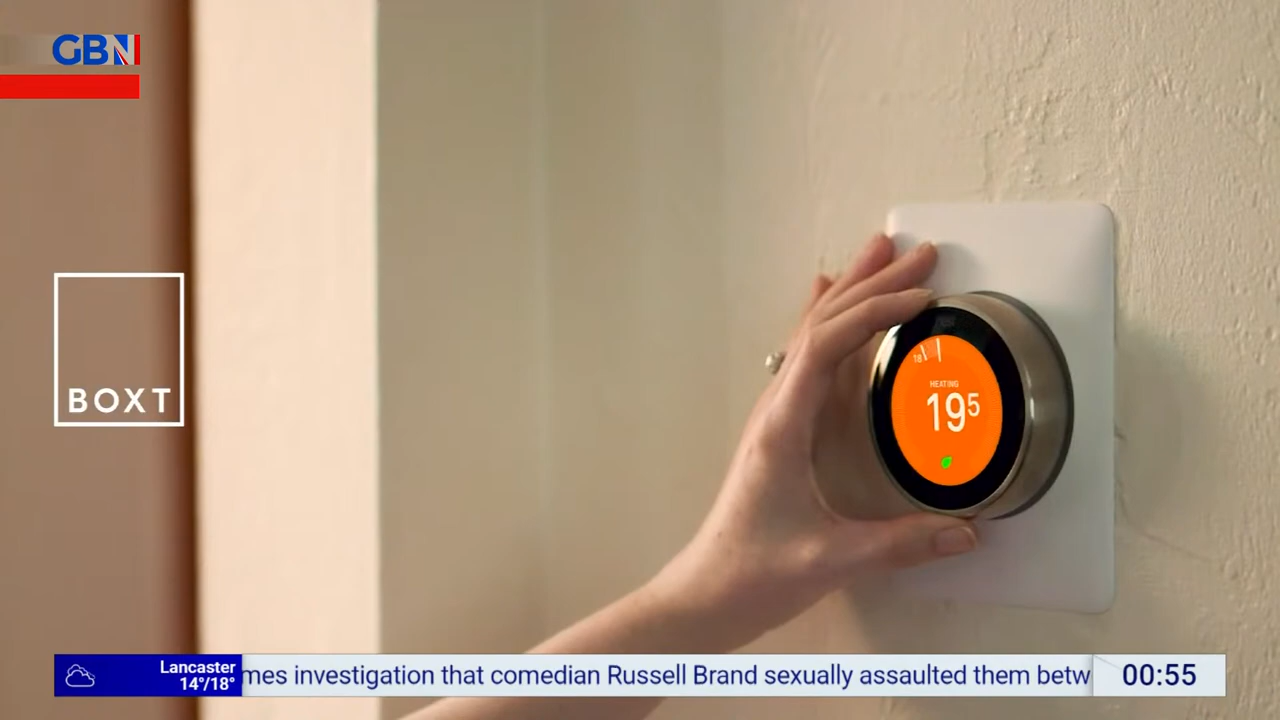 GBN
BOXT
18
HEATING
195
Lancaster
14°/18°
mes investigation that comedian Russell Brand sexually assaulted them betw
00:55